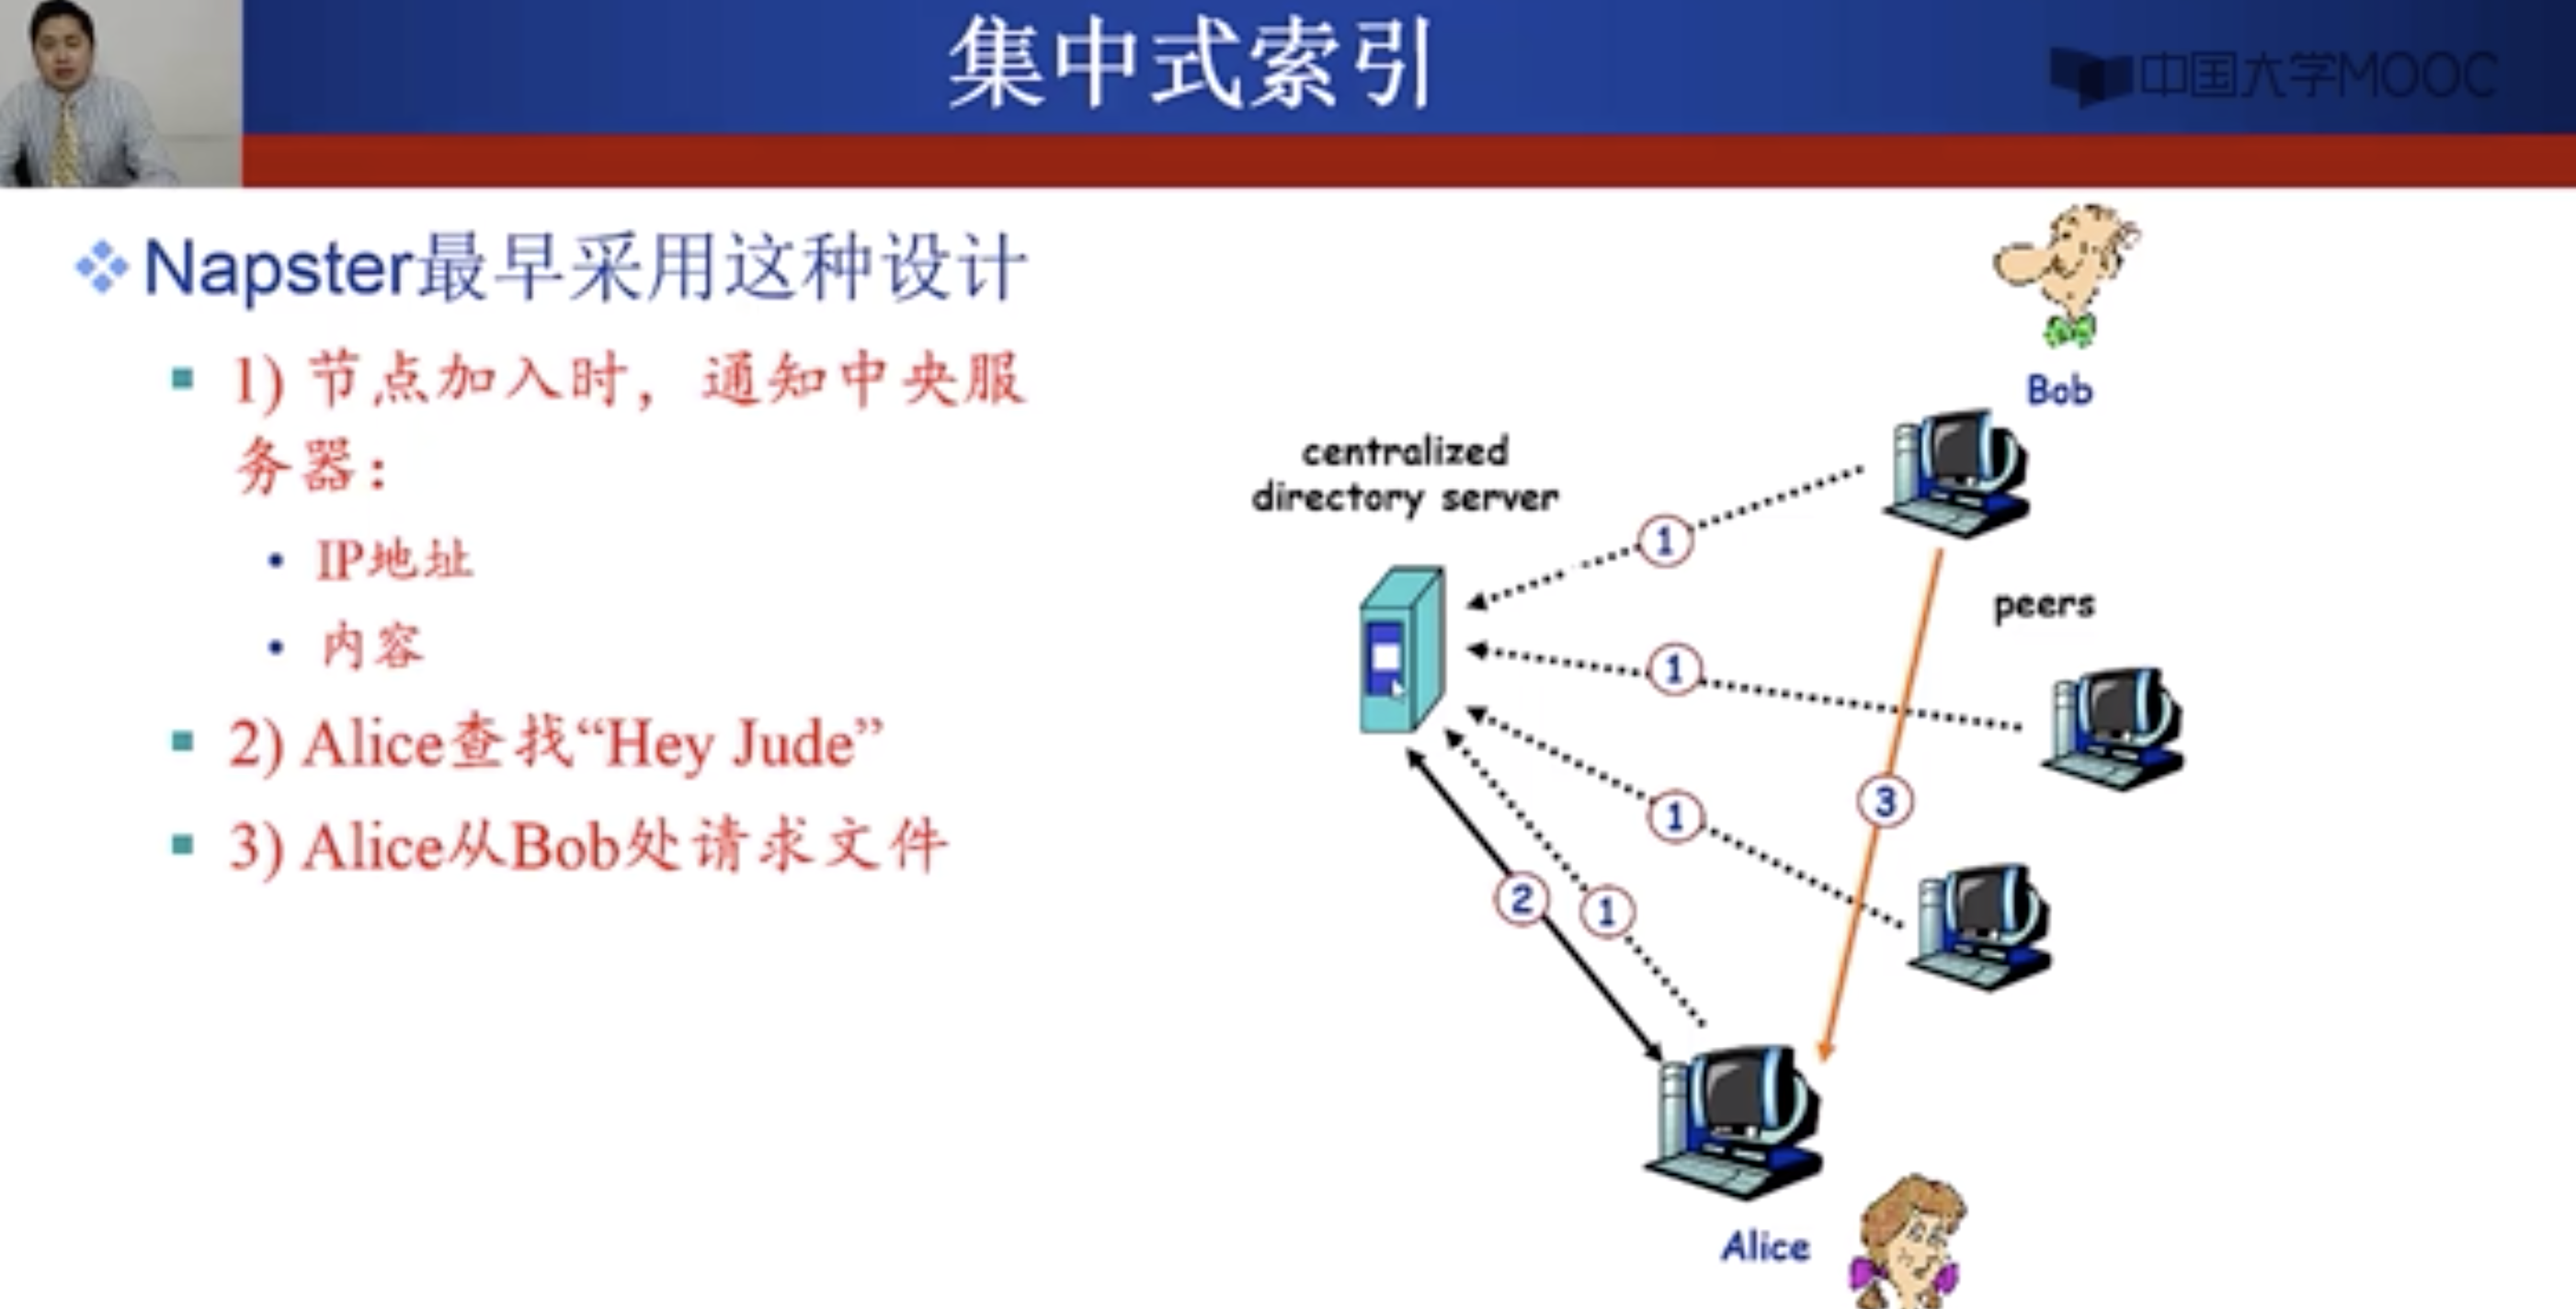 集中式索引
中国大学MOOC
Napster最早采用这种设计
1) 节点加入时，通知中央服
务器：
IP地址
内容
2) Alice查找“Hey Jude”
3) Alice从Bob处请求文件
centralized
directory server
Bob
peers
1
1
1
1
2
3
Alice